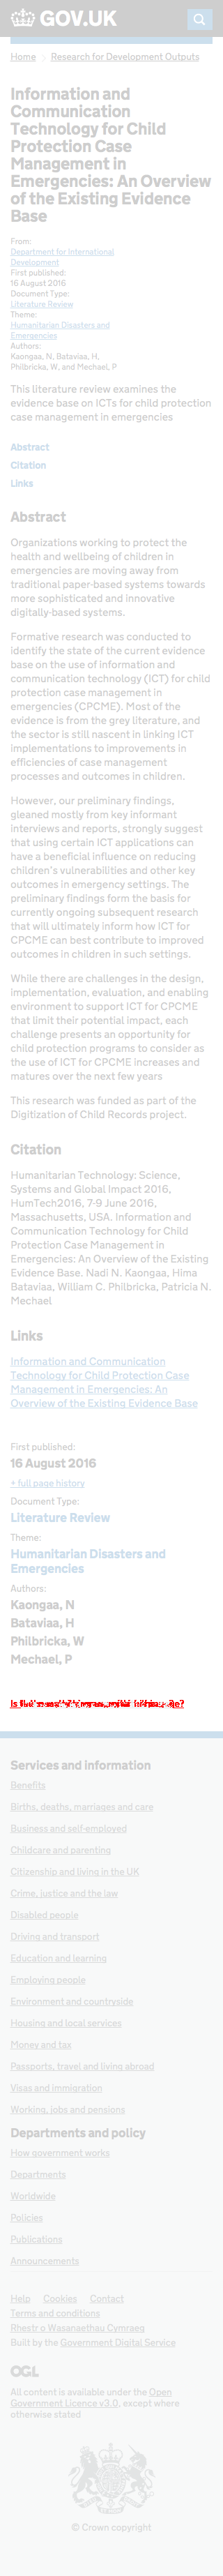 GOV.UK
Home
Research for Development Outputs
Information and
Communication
Technology for Child
Protection Case
Management in
Emergencies: An Overview
of the Existing Evidence
Base
From:
Department for International
Development
First published:
16 August 2016
Document Type:
Literature Review
Theme:
Humanitarian Disasters and
Emergencies
Authors:
Kaongaa, N, Bataviaa, H,
Philbricka, W, and Mechael, P
This literature review examines the
evidence base on ICTs for child protection
case management in emergencies
Abstract
Citation
Links
Abstract
Organizations working to protect the
health and wellbeing of children in
emergencies are moving away from
traditional paper-based systems towards
more sophisticated and innovative
digitally-based systems.
Formative research was conducted to
identify the state of the current evidence
base on the use of information and
communication technology (ICT) for child
protection case management in
emergencies (CPCME). Most of the
evidence is from the grey literature, and
the sector is still nascent in linking ICT
implementations to improvements in
efficiencies of case management
processes and outcomes in children.
However, our preliminary findings,
gleaned mostly from key informant
interviews and reports, strongly suggest
that using certain ICT applications can
have a beneficial influence on reducing
children's vulnerabilities and other key
outcomes in emergency settings. The
preliminary findings form the basis for
currently ongoing subsequent research
that will ultimately inform how ICT for
CPCME can best contribute to improved
outcomes for children in such settings.
While there are challenges in the design,
implementation, evaluation, and enabling
environment to support ICT for CPCME
that limit their potential impact, each
challenge presents an opportunity for
child protection programs to consider as
the use of ICT for CPCME increases and
matures over the next few years
This research was funded as part of the
Digitization of Child Records project.
Citation
Humanitarian Technology: Science,
Systems and Global Impact 2016,
HumTech2016, 7-9 June 2016,
Massachusetts, USA. Information and
Communication Technology for Child
Protection Case Management in
Emergencies: An Overview of the Existing
Evidence Base. Nadi N. Kaongaa, Hima
Bataviaa, William C. Philbricka, Patricia N.
Mechael
Links
Information and Communication
Technology for Child Protection Case
Management in Emergencies: An
Overview of the Existing Evidence Base
First published:
16 August 2016
+ full page history
Document Type:
Literature Review
Theme:
Humanitarian Disasters and
Emergencies
Authors:
Kaongaa, N
Bataviaa, H
Philbricka, W
Mechael, P
Services and information
Benefits
Births, deaths, marriages and care
Business and self-employed
Childcare and parenting
Citizenship and living in the UK
Crime, justice and the law
Disabled people
Driving and transport
Education and learning
Employing people
Environment and countryside
Housing and local services
Money and tax
Passports, travel and living abroad
Visas and immigration
Working, jobs and pensions
Departments and policy
How government works
Departments
Worldwide
Policies
Publications
Announcements
Help Cookies Contact
Terms and conditions
Rhestr o Wasanaethau Cymraeg
Built by the Government Digital Service
OGL
All content is available under the Open
Government Licence v3.0, except where
otherwise stated
© Crown copyright